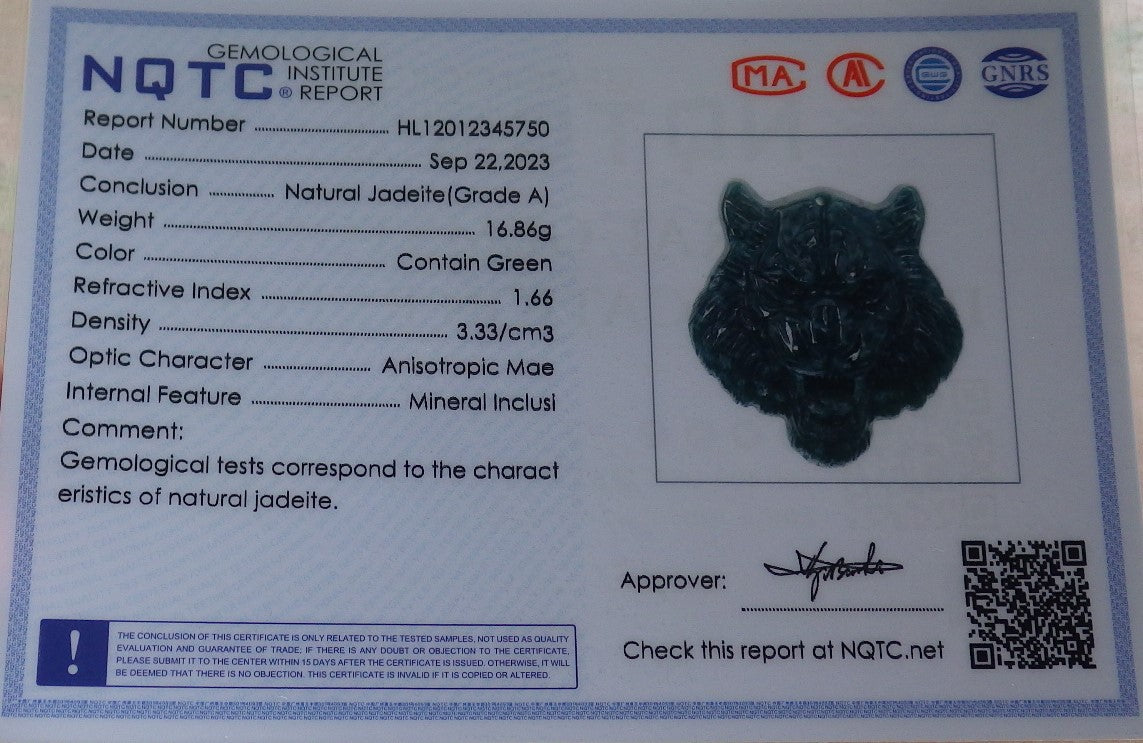 GEMOLOGICAL
NQTC® INSTITUTE
REPORT
MA
GWS
GNRS
Report Number HL12012345750
Date Sep 22,2023
Conclusion Natural Jadeite(Grade A)
Weight 16.86g
Color Contain Green
Refractive Index 1.66
Density 3.33/cm3
Optic Character Anisotropic Mae
Internal Feature Mineral Inclusi
Comment:
Gemological tests correspond to the charact
eristics of natural jadeite.
Approver:
Check this report at NQTC.net
!
THE CONCLUSION OF THIS CERTIFICATE IS ONLY RELATED TO THE TESTED SAMPLES, NOT USED AS QUALITY
EVALUATION AND GUARANTEE OF TRADE; IF THERE IS ANY DOUBT OR OBJECTION TO THE CERTIFICATE,
PLEASE SUBMIT IT TO THE CENTER WITHIN 15 DAYS AFTER THE CERTIFICATE IS ISSUED. OTHERWISE, IT WILL
BE DEEMED THAT THERE IS NO OBJECTION. THIS CERTIFICATE IS INVALID IF IT IS COPIED OR ALTERED.